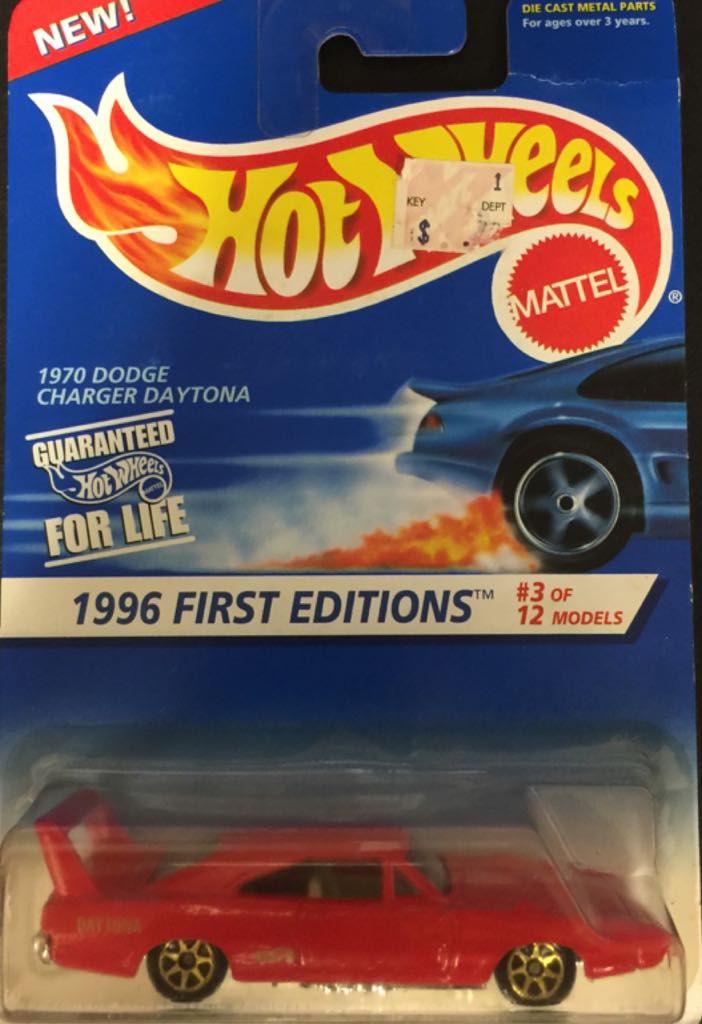 NEW!
DIE CAST METAL PARTS
For ages over 3 years.
Hot Wheels
KEY
1
DEPT
$
MATTEL
®
1970 DODGE
CHARGER DAYTONA
GUARANTEED
Hot Wheels
MATTEL
FOR LIFE
1996 FIRST EDITIONS™
#3 OF
12 MODELS
DAYTONA